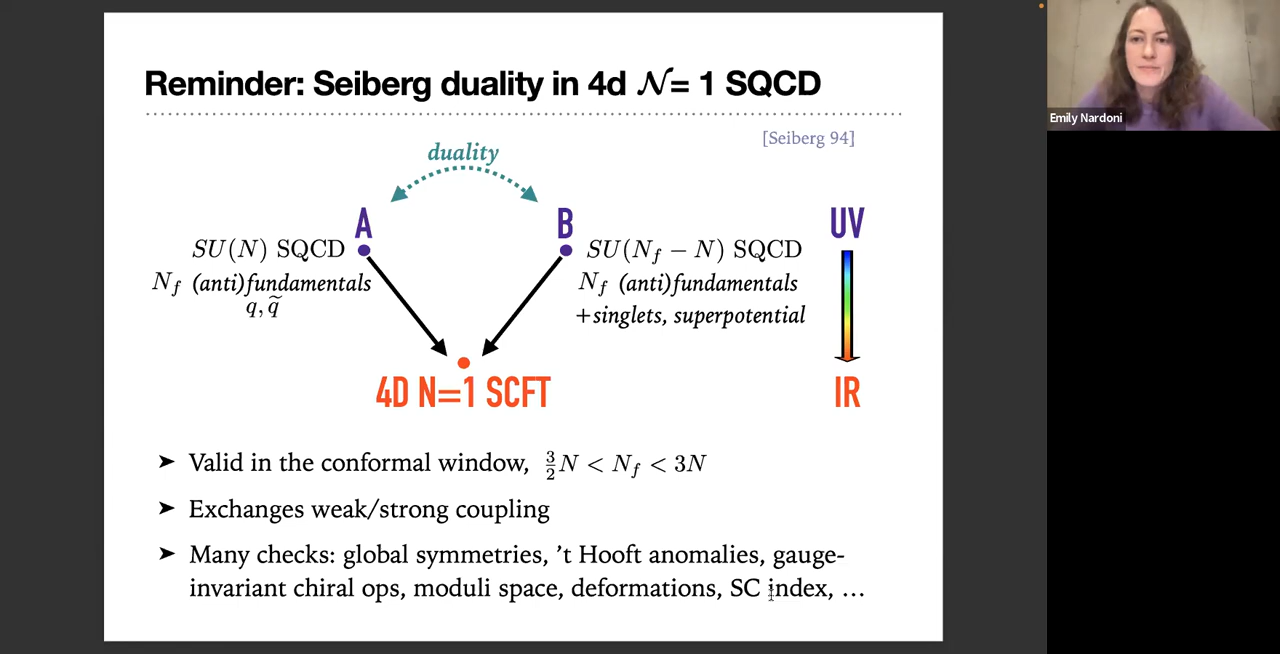 Reminder: Seiberg duality in 4d 𝒩= 1 SQCD
[Seiberg 94]
duality
A
B
UV
SU(N) SQCD
N_f (anti)fundamentals
q, q̃
SU(N_f − N) SQCD
N_f (anti)fundamentals
+singlets, superpotential
4D N=1 SCFT
IR
➤ Valid in the conformal window, 3/2 N < N_f < 3N
➤ Exchanges weak/strong coupling
➤ Many checks: global symmetries, ’t Hooft anomalies, gauge-
invariant chiral ops, moduli space, deformations, SC index, …
Emily Nardoni